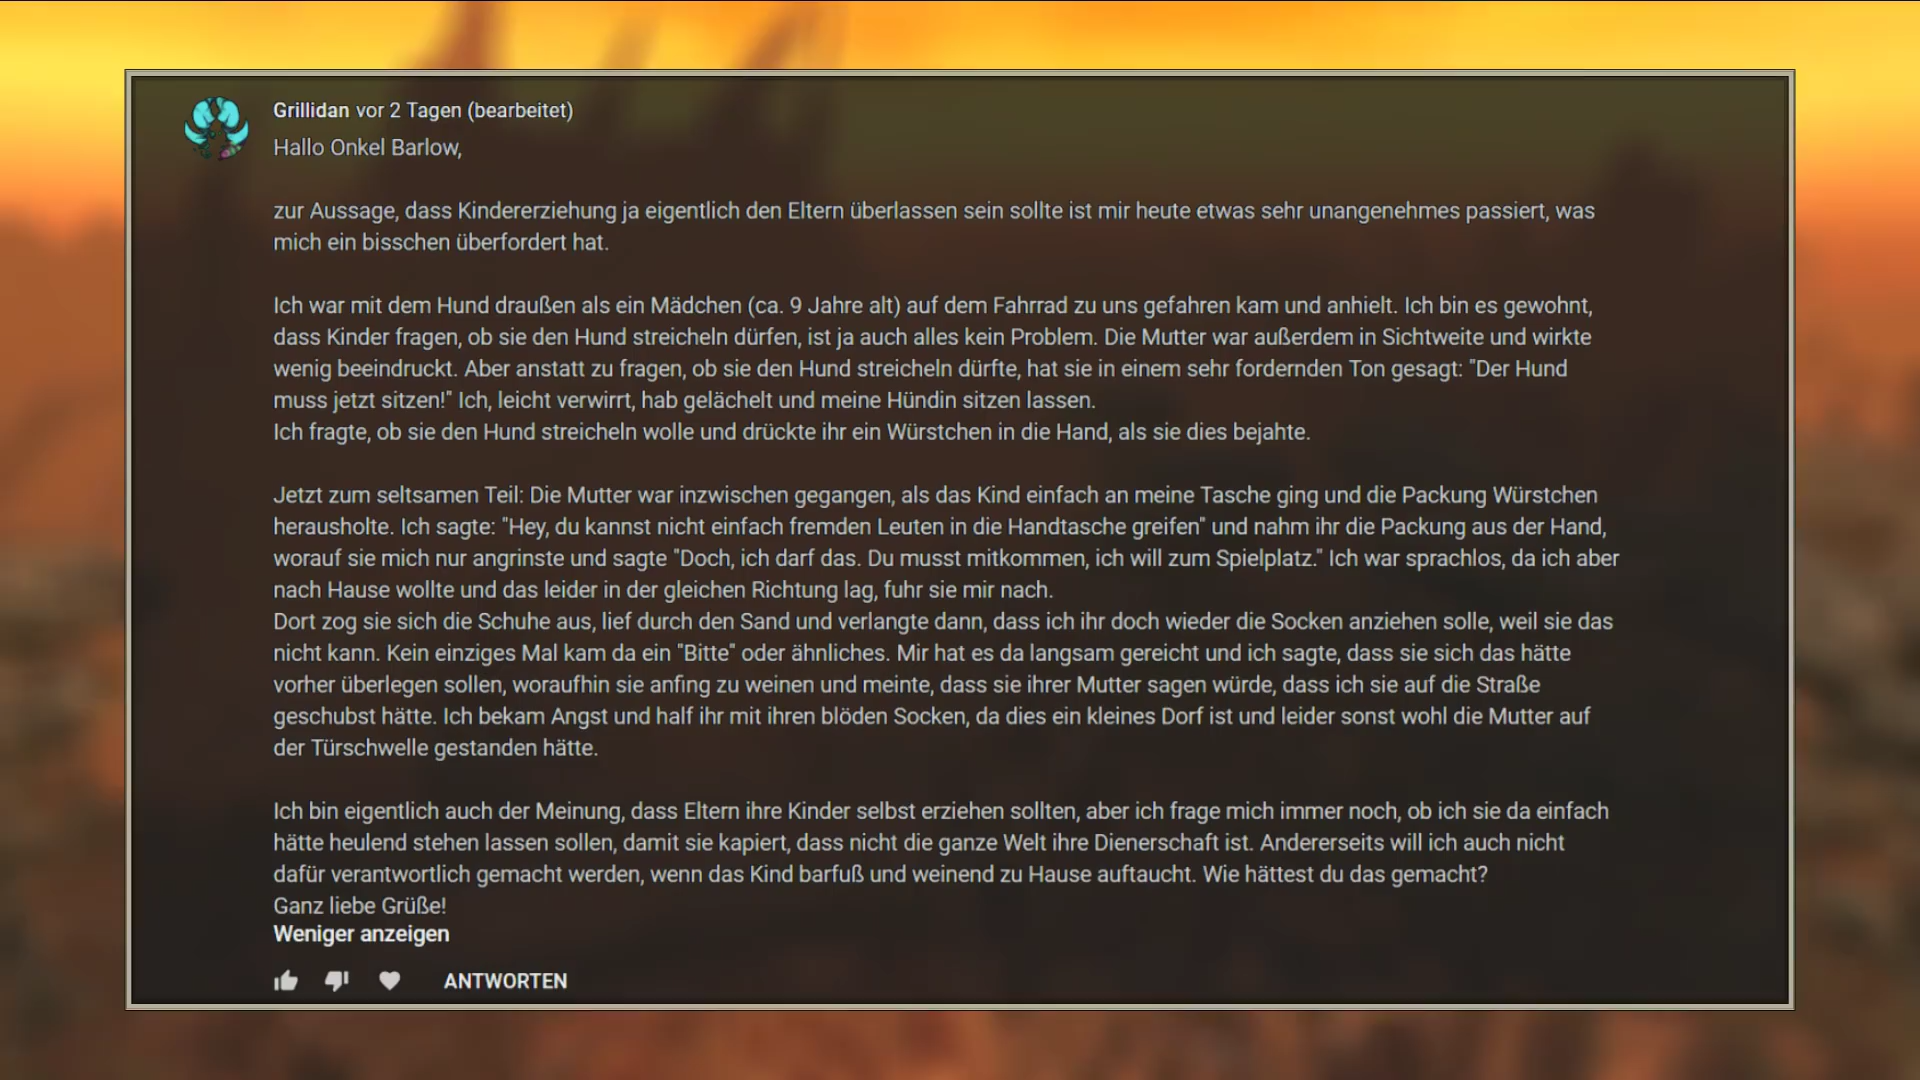 Grillidan vor 2 Tagen (bearbeitet)
Hallo Onkel Barlow,
zur Aussage, dass Kindererziehung ja eigentlich den Eltern überlassen sein sollte ist mir heute etwas sehr unangenehmes passiert, was
mich ein bisschen überfordert hat.
Ich war mit dem Hund draußen als ein Mädchen (ca. 9 Jahre alt) auf dem Fahrrad zu uns gefahren kam und anhielt. Ich bin es gewohnt,
dass Kinder fragen, ob sie den Hund streicheln dürfen, ist ja auch alles kein Problem. Die Mutter war außerdem in Sichtweite und wirkte
wenig beeindruckt. Aber anstatt zu fragen, ob sie den Hund streicheln dürfte, hat sie in einem sehr fordernden Ton gesagt: "Der Hund
muss jetzt sitzen!" Ich, leicht verwirrt, hab gelächelt und meine Hündin sitzen lassen.
Ich fragte, ob sie den Hund streicheln wolle und drückte ihr ein Würstchen in die Hand, als sie dies bejahte.
Jetzt zum seltsamen Teil: Die Mutter war inzwischen gegangen, als das Kind einfach an meine Tasche ging und die Packung Würstchen
herausholte. Ich sagte: "Hey, du kannst nicht einfach fremden Leuten in die Handtasche greifen" und nahm ihr die Packung aus der Hand,
worauf sie mich nur angrinste und sagte "Doch, ich darf das. Du musst mitkommen, ich will zum Spielplatz." Ich war sprachlos, da ich aber
nach Hause wollte und das leider in der gleichen Richtung lag, fuhr sie mir nach.
Dort zog sie sich die Schuhe aus, lief durch den Sand und verlangte dann, dass ich ihr doch wieder die Socken anziehen solle, weil sie das
nicht kann. Kein einziges Mal kam da ein "Bitte" oder ähnliches. Mir hat es da langsam gereicht und ich sagte, dass sie sich das hätte
vorher überlegen sollen, woraufhin sie anfing zu weinen und meinte, dass sie ihrer Mutter sagen würde, dass ich sie auf die Straße
geschubst hätte. Ich bekam Angst und half ihr mit ihren blöden Socken, da dies ein kleines Dorf ist und leider sonst wohl die Mutter auf
der Türschwelle gestanden hätte.
Ich bin eigentlich auch der Meinung, dass Eltern ihre Kinder selbst erziehen sollten, aber ich frage mich immer noch, ob ich sie da einfach
hätte heulend stehen lassen sollen, damit sie kapiert, dass nicht die ganze Welt ihre Dienerschaft ist. Andererseits will ich auch nicht
dafür verantwortlich gemacht werden, wenn das Kind barfuß und weinend zu Hause auftaucht. Wie hättest du das gemacht?
Ganz liebe Grüße!
Weniger anzeigen
ANTWORTEN